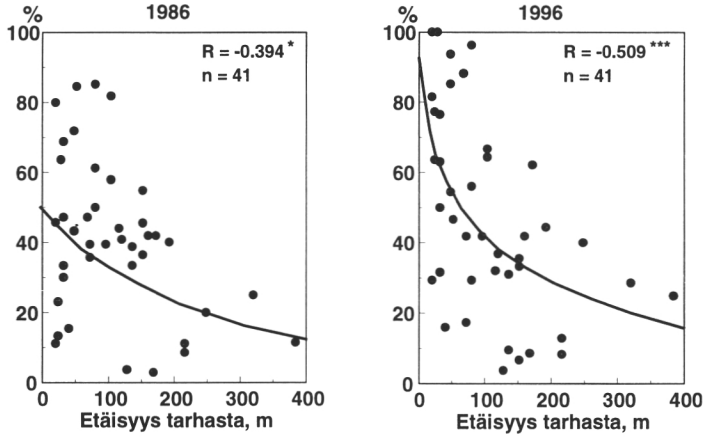 1986
%
100
R = -0.394 *
n = 41
80
60
40
20
0
0 100 200 300 400
Etäisyys tarhasta, m
1996
%
100
R = -0.509 ***
n = 41
80
60
40
20
0
0 100 200 300 400
Etäisyys tarhasta, m